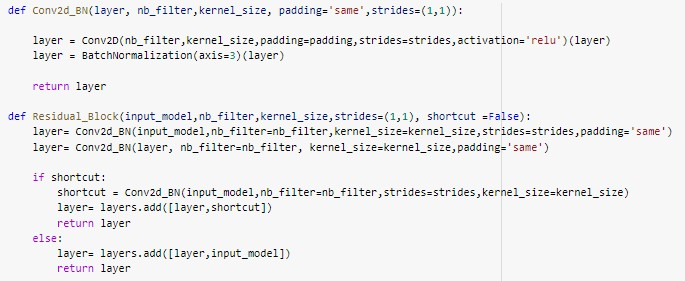 def Conv2d_BN(layer, nb_filter,kernel_size, padding='same',strides=(1,1)):
layer = Conv2D(nb_filter,kernel_size,padding=padding,strides=strides,activation='relu')(layer)
layer = BatchNormalization(axis=3)(layer)
return layer
def Residual_Block(input_model,nb_filter,kernel_size,strides=(1,1), shortcut =False):
layer= Conv2d_BN(input_model,nb_filter=nb_filter,kernel_size=kernel_size,strides=strides,padding='same')
layer= Conv2d_BN(layer, nb_filter=nb_filter, kernel_size=kernel_size,padding='same')
if shortcut:
shortcut = Conv2d_BN(input_model,nb_filter=nb_filter,strides=strides,kernel_size=kernel_size)
layer= layers.add([layer,shortcut])
return layer
else:
layer= layers.add([layer,input_model])
return layer